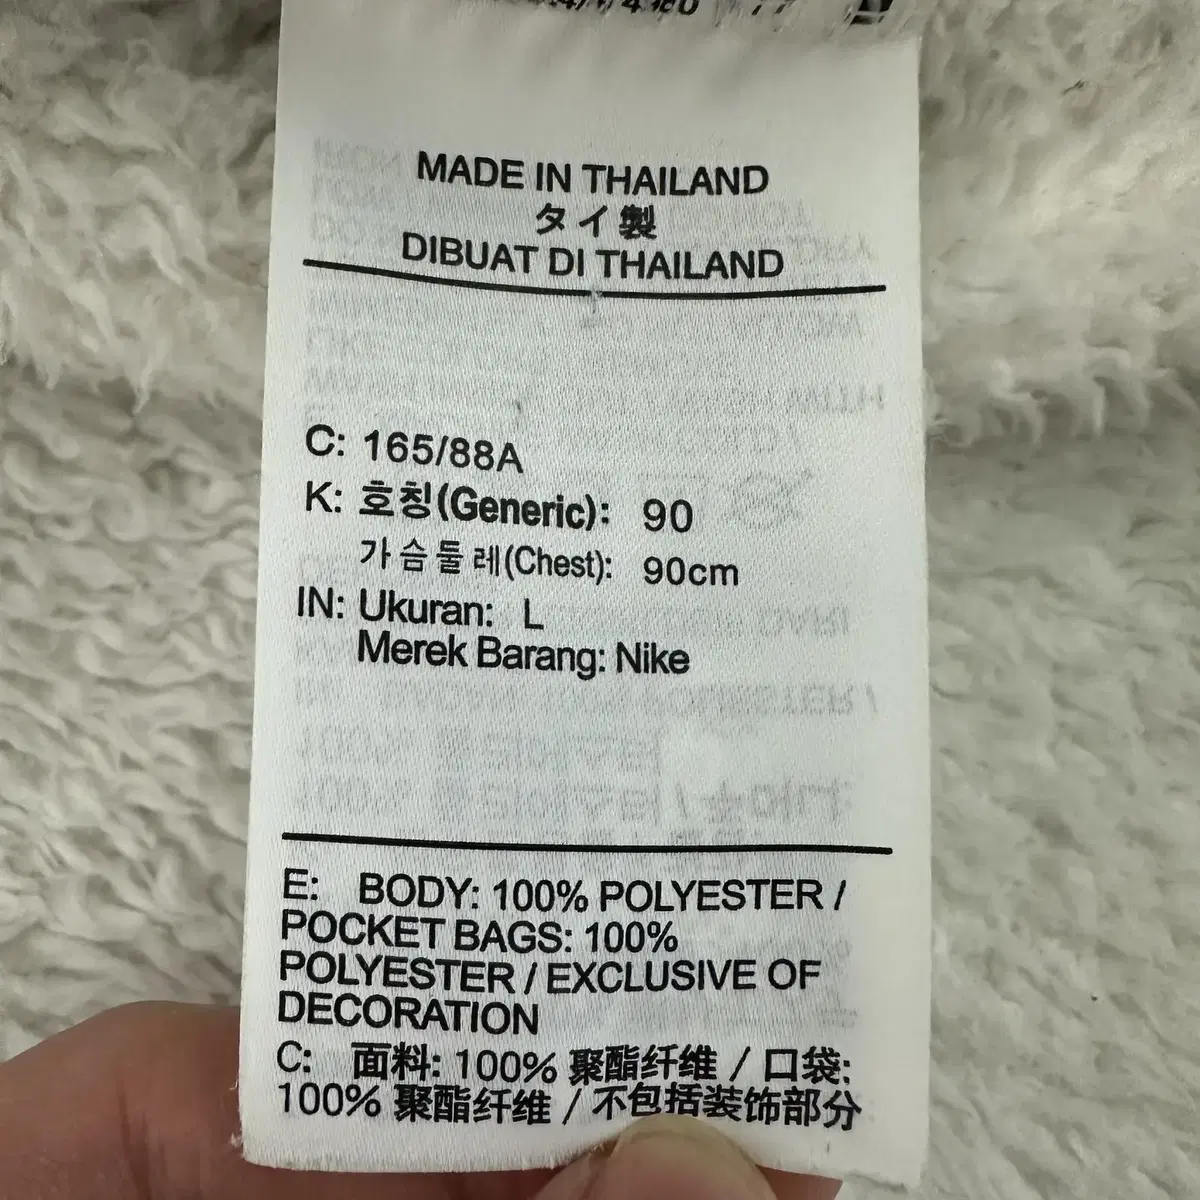 MADE IN THAILAND
タイ製
DIBUAT DI THAILAND
C: 165/88A
K: 호칭(Generic): 90
가슴둘레(Chest): 90cm
IN: Ukuran: L
Merek Barang: Nike
E: BODY: 100% POLYESTER /
POCKET BAGS: 100%
POLYESTER / EXCLUSIVE OF
DECORATION
C: 面料: 100% 聚酯纤维 / 口袋:
100% 聚酯纤维 / 不包括装饰部分